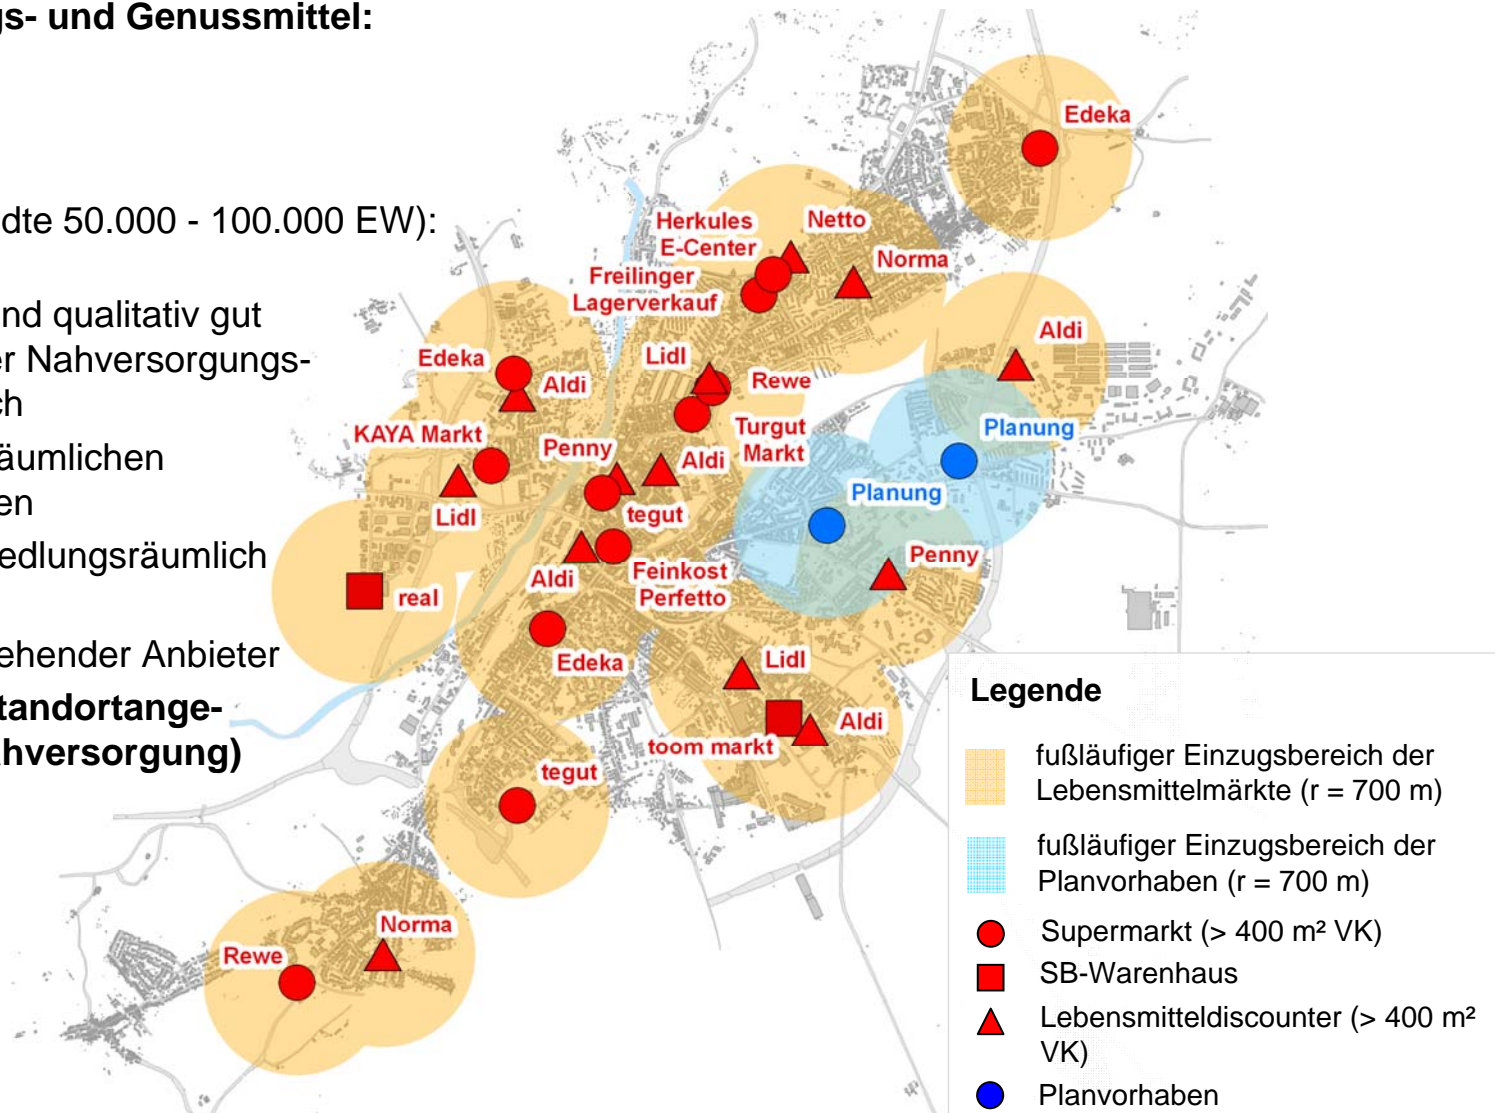 gs- und Genussmittel:
dte 50.000 - 100.000 EW):
nd qualitativ gut
er Nahversorgungs-
ch
äumlichen
en
edlungsräumlich
ehender Anbieter
tandortange-
ahversorgung)
Edeka
Herkules
E-Center
Netto
Norma
Freilinger
Lagerverkauf
Aldi
Edeka
Aldi
Lidl
Rewe
KAYA Markt
Penny
Turgut
Markt
Aldi
Planung
Planung
Lidl
tegut
Penny
Aldi
Feinkost
Perfetto
real
Edeka
Lidl
Aldi
toom markt
tegut
Norma
Rewe
Legende
fußläufiger Einzugsbereich der
Lebensmittelmärkte (r = 700 m)
fußläufiger Einzugsbereich der
Planvorhaben (r = 700 m)
Supermarkt (> 400 m² VK)
SB-Warenhaus
Lebensmitteldiscounter (> 400 m²
VK)
Planvorhaben